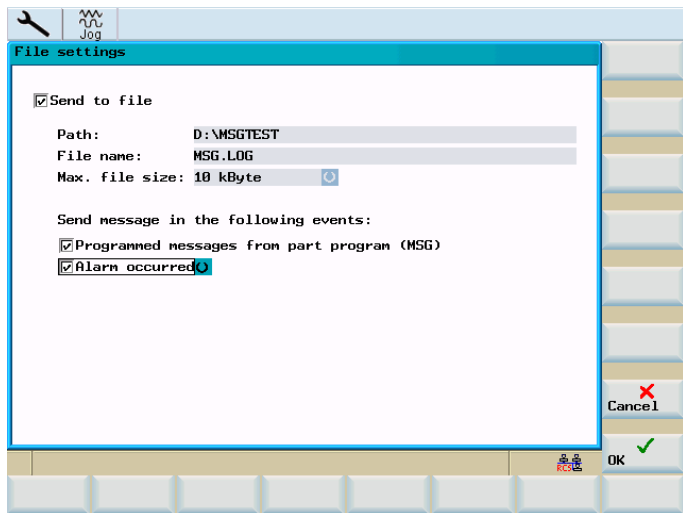 Jog
File settings
Send to file
Path: D:\MSGTEST
File name: MSG.LOG
Max. file size: 10 kByte
Send message in the following events:
Programmed messages from part program (MSG)
Alarm occurred
Cancel
RCS
OK